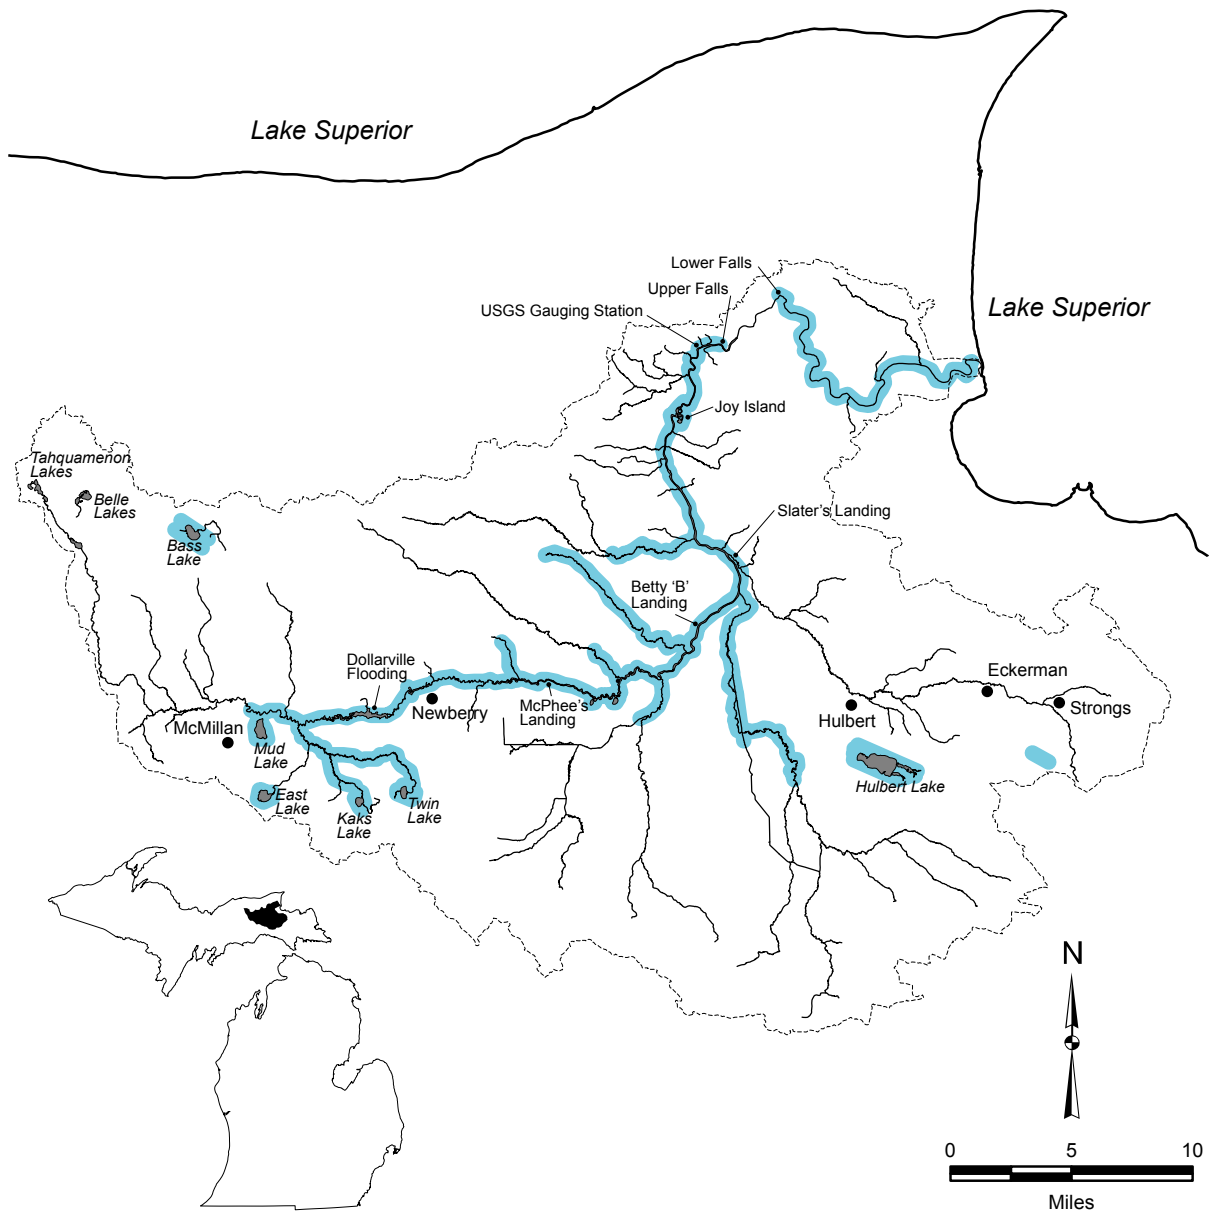 Lake Superior
Lower Falls
Upper Falls
USGS Gauging Station
Lake Superior
Joy Island
Tahquamenon
Lakes
Belle
Lakes
Bass
Lake
Slater's Landing
Betty 'B'
Landing
Dollarville
Flooding
Newberry
McPhee's
Landing
Eckerman
Strongs
Hulbert
McMillan
Mud
Lake
Hulbert Lake
East
Lake
Kaks
Lake
Twin
Lake
N
0 5 10
Miles